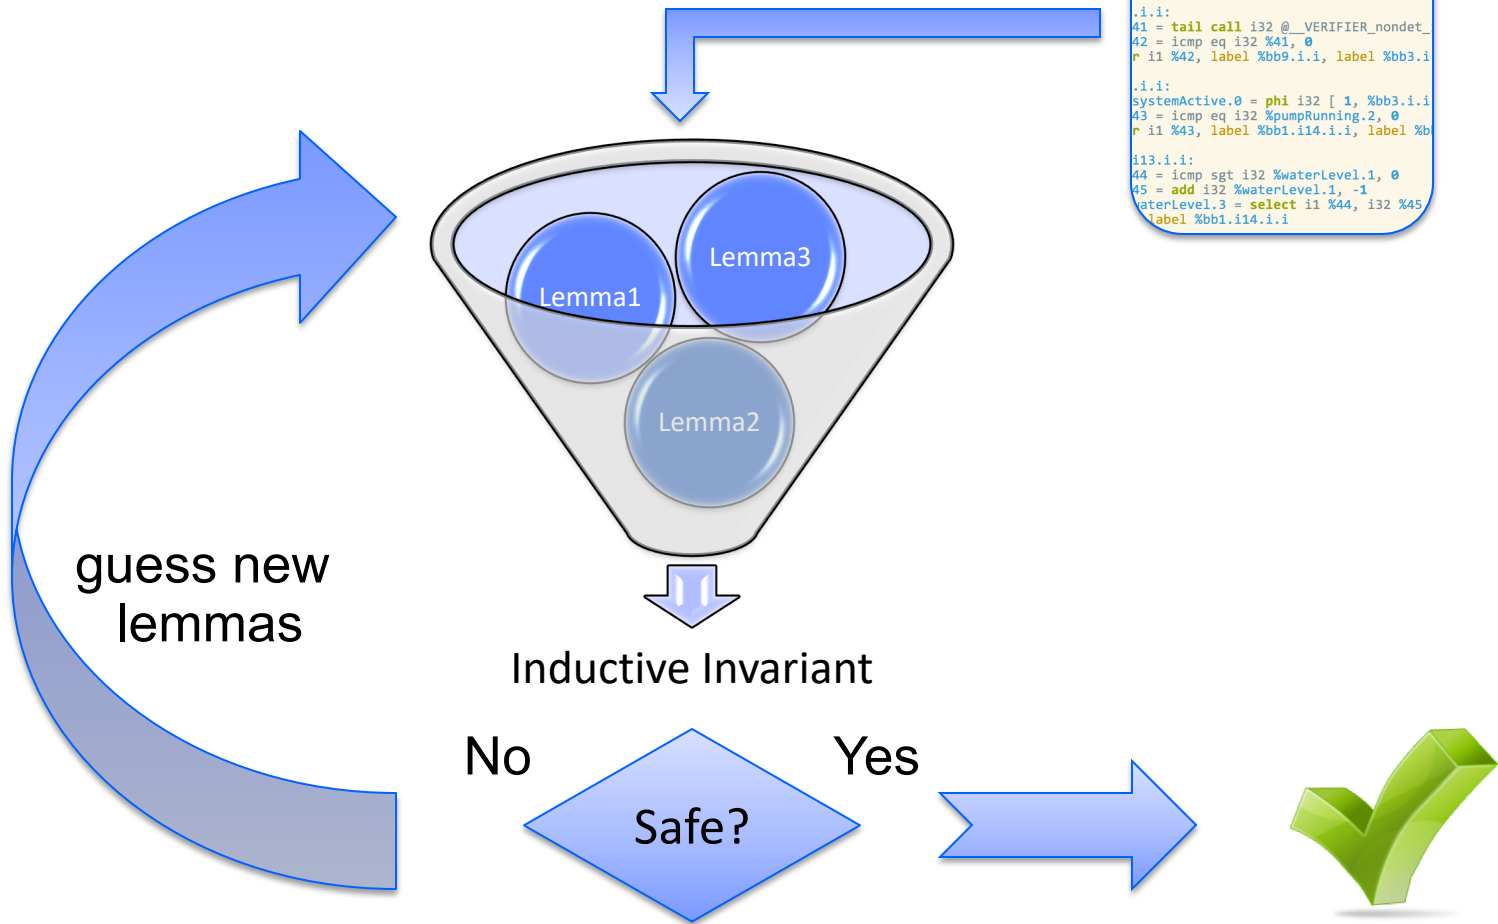 .i.i:
41 = tail call i32 @__VERIFIER_nondet_
42 = icmp eq i32 %41, 0
r i1 %42, label %bb9.i.i, label %bb3.i
.i.i:
systemActive.0 = phi i32 [ 1, %bb3.i.i
43 = icmp eq i32 %pumpRunning.2, 0
r i1 %43, label %bb1.i14.i.i, label %bb
i13.i.i:
44 = icmp sgt i32 %waterLevel.1, 0
45 = add i32 %waterLevel.1, -1
waterLevel.3 = select i1 %44, i32 %45
label %bb1.i14.i.i
Lemma3
Lemma1
Lemma2
guess new
lemmas
Inductive Invariant
No
Yes
Safe?